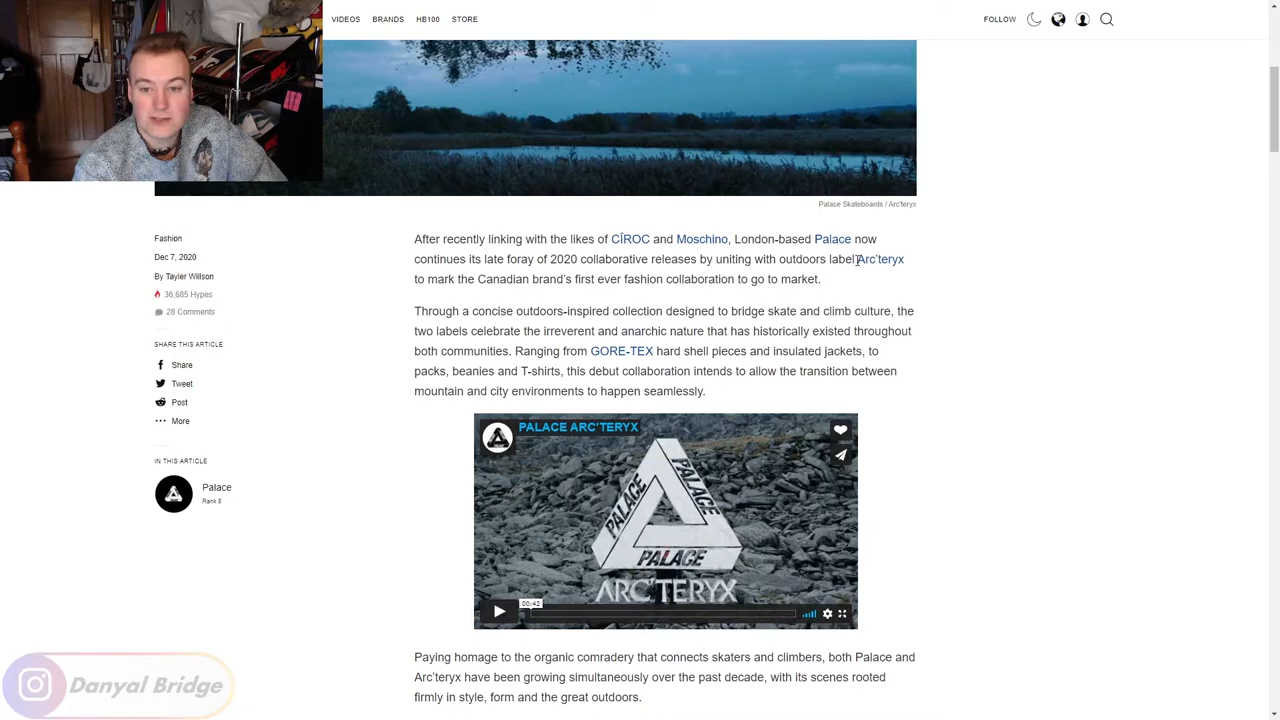 VIDEOS BRANDS HB100 STORE FOLLOW
Palace Skateboards / Arc'teryx
Fashion
Dec 7, 2020
By Tayler Willson
36,685 Hypes
28 Comments
SHARE THIS ARTICLE
Share
Tweet
Post
More
IN THIS ARTICLE
Palace
Rank 8
After recently linking with the likes of CÎROC and Moschino, London-based Palace now
continues its late foray of 2020 collaborative releases by uniting with outdoors label Arc'teryx
to mark the Canadian brand's first ever fashion collaboration to go to market.
Through a concise outdoors-inspired collection designed to bridge skate and climb culture, the
two labels celebrate the irreverent and anarchic nature that has historically existed throughout
both communities. Ranging from GORE-TEX hard shell pieces and insulated jackets, to
packs, beanies and T-shirts, this debut collaboration intends to allow the transition between
mountain and city environments to happen seamlessly.
PALACE ARC'TERYX
PALACE
PALACE
PALACE
ARC'TERYX
00:42
Paying homage to the organic comradery that connects skaters and climbers, both Palace and
Arc'teryx have been growing simultaneously over the past decade, with its scenes rooted
firmly in style, form and the great outdoors.
Danyal Bridge